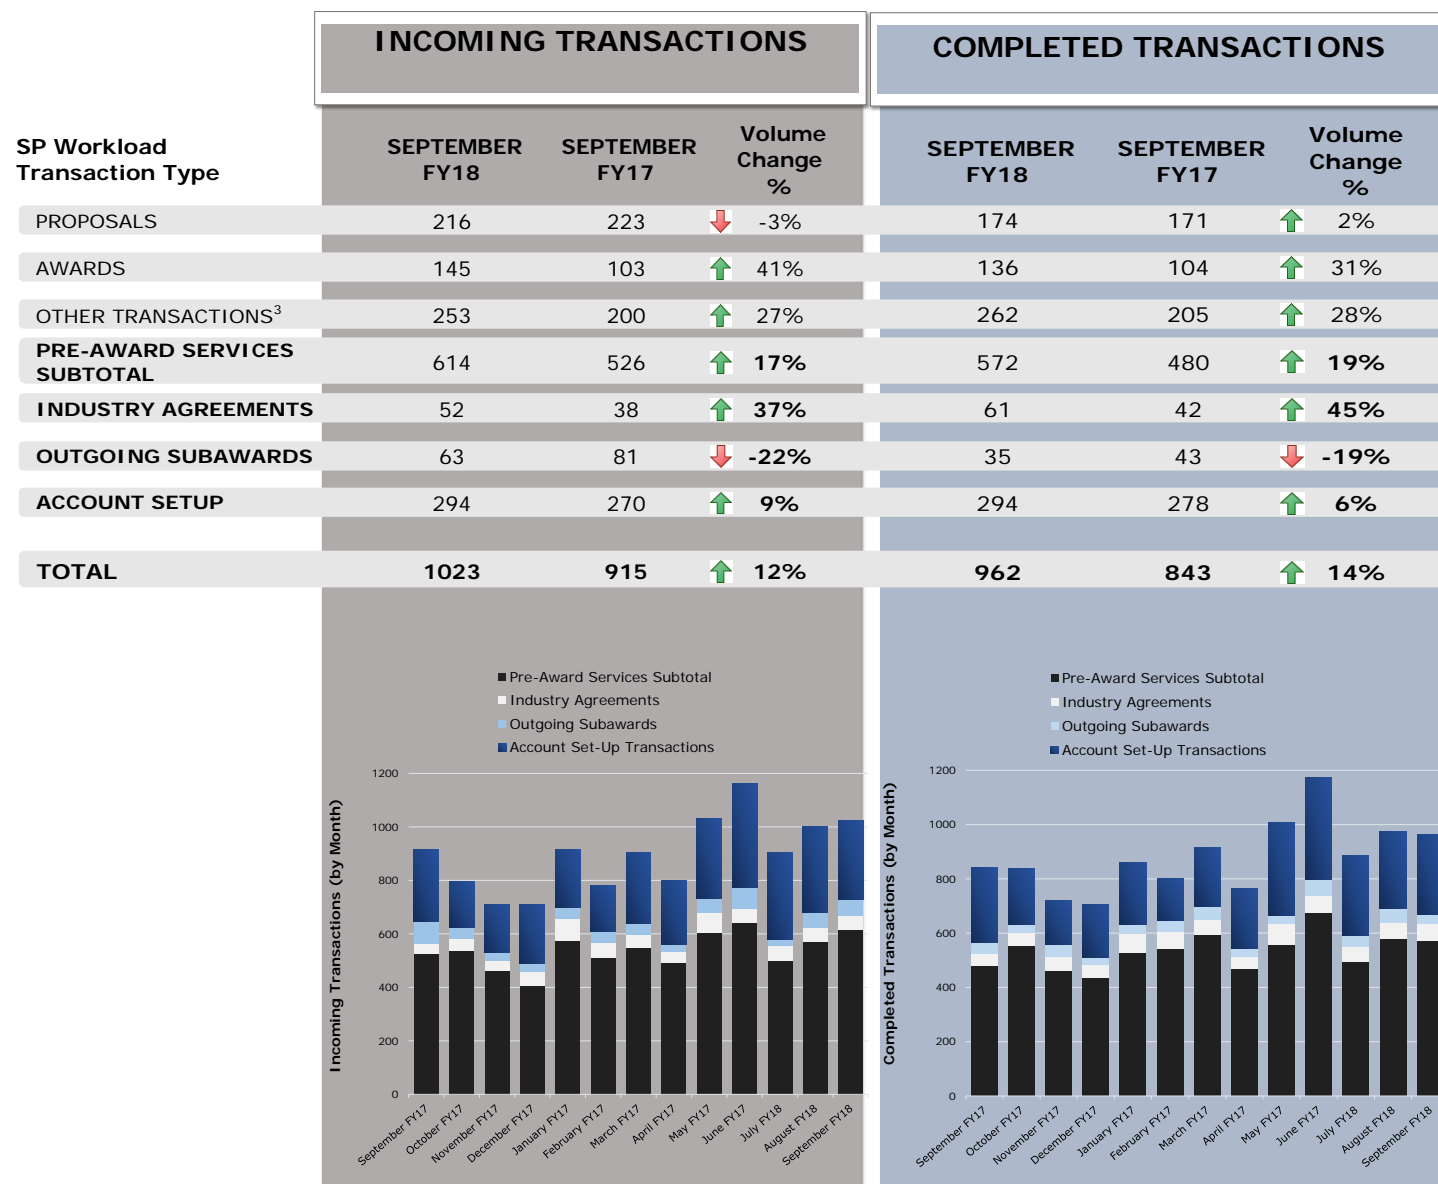 INCOMING TRANSACTIONS
COMPLETED TRANSACTIONS
SP Workload
Transaction Type
SEPTEMBER
FY18
SEPTEMBER
FY17
Volume
Change
%
SEPTEMBER
FY18
SEPTEMBER
FY17
Volume
Change
%
PROPOSALS 216 223 -3% 174 171 2%
AWARDS 145 103 41% 136 104 31%
OTHER TRANSACTIONS³ 253 200 27% 262 205 28%
PRE-AWARD SERVICES
SUBTOTAL 614 526 17% 572 480 19%
INDUSTRY AGREEMENTS 52 38 37% 61 42 45%
OUTGOING SUBAWARDS 63 81 -22% 35 43 -19%
ACCOUNT SETUP 294 270 9% 294 278 6%
TOTAL 1023 915 12% 962 843 14%
Pre-Award Services Subtotal
Industry Agreements
Outgoing Subawards
Account Set-Up Transactions
Incoming Transactions (by Month)
1200
1000
800
600
400
200
0
September FY17
October FY17
November FY17
December FY17
January FY17
February FY17
March FY17
April FY17
May FY17
June FY17
July FY18
August FY18
September FY18
Pre-Award Services Subtotal
Industry Agreements
Outgoing Subawards
Account Set-Up Transactions
Completed Transactions (by Month)
1200
1000
800
600
400
200
0
September FY17
October FY17
November FY17
December FY17
January FY17
February FY17
March FY17
April FY17
May FY17
June FY17
July FY18
August FY18
September FY18